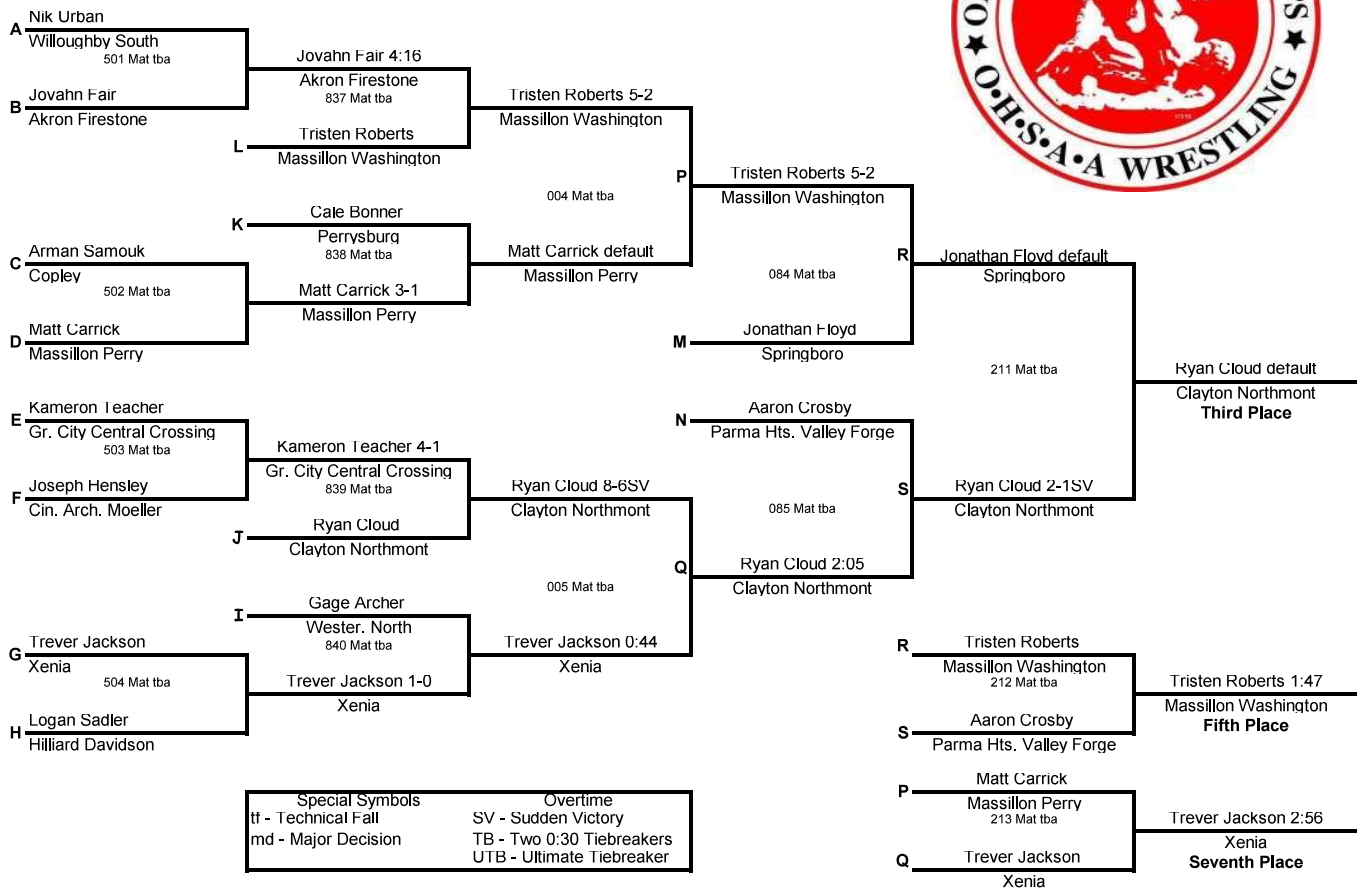 A
Nik Urban
Willoughby South
501 Mat tba
B
Jovahn Fair
Akron Firestone
Jovahn Fair 4:16
Akron Firestone
837 Mat tba
L
Tristen Roberts
Massillon Washington
Tristen Roberts 5-2
Massillon Washington
004 Mat tba
K
Cale Bonner
Perrysburg
838 Mat tba
C
Arman Samouk
Copley
502 Mat tba
D
Matt Carrick
Massillon Perry
Matt Carrick 3-1
Massillon Perry
Matt Carrick default
Massillon Perry
P
Tristen Roberts 5-2
Massillon Washington
084 Mat tba
M
Jonathan Floyd
Springboro
R
Jonathan Floyd default
Springboro
211 Mat tba
Ryan Cloud default
Clayton Northmont
Third Place
E
Kameron Teacher
Gr. City Central Crossing
503 Mat tba
F
Joseph Hensley
Cin. Arch. Moeller
Kameron Teacher 4-1
Gr. City Central Crossing
839 Mat tba
J
Ryan Cloud
Clayton Northmont
Ryan Cloud 8-6SV
Clayton Northmont
005 Mat tba
I
Gage Archer
Wester. North
840 Mat tba
G
Trever Jackson
Xenia
504 Mat tba
H
Logan Sadler
Hilliard Davidson
Trever Jackson 1-0
Xenia
Trever Jackson 0:44
Xenia
N
Aaron Crosby
Parma Hts. Valley Forge
085 Mat tba
Q
Ryan Cloud 2:05
Clayton Northmont
S
Ryan Cloud 2-1SV
Clayton Northmont
R
Tristen Roberts
Massillon Washington
212 Mat tba
S
Aaron Crosby
Parma Hts. Valley Forge
Tristen Roberts 1:47
Massillon Washington
Fifth Place
P
Matt Carrick
Massillon Perry
213 Mat tba
Q
Trever Jackson
Xenia
Trever Jackson 2:56
Xenia
Seventh Place
Special Symbols
tf - Technical Fall
md - Major Decision
Overtime
SV - Sudden Victory
TB - Two 0:30 Tiebreakers
UTB - Ultimate Tiebreaker
O•H•S•A•A WRESTLING